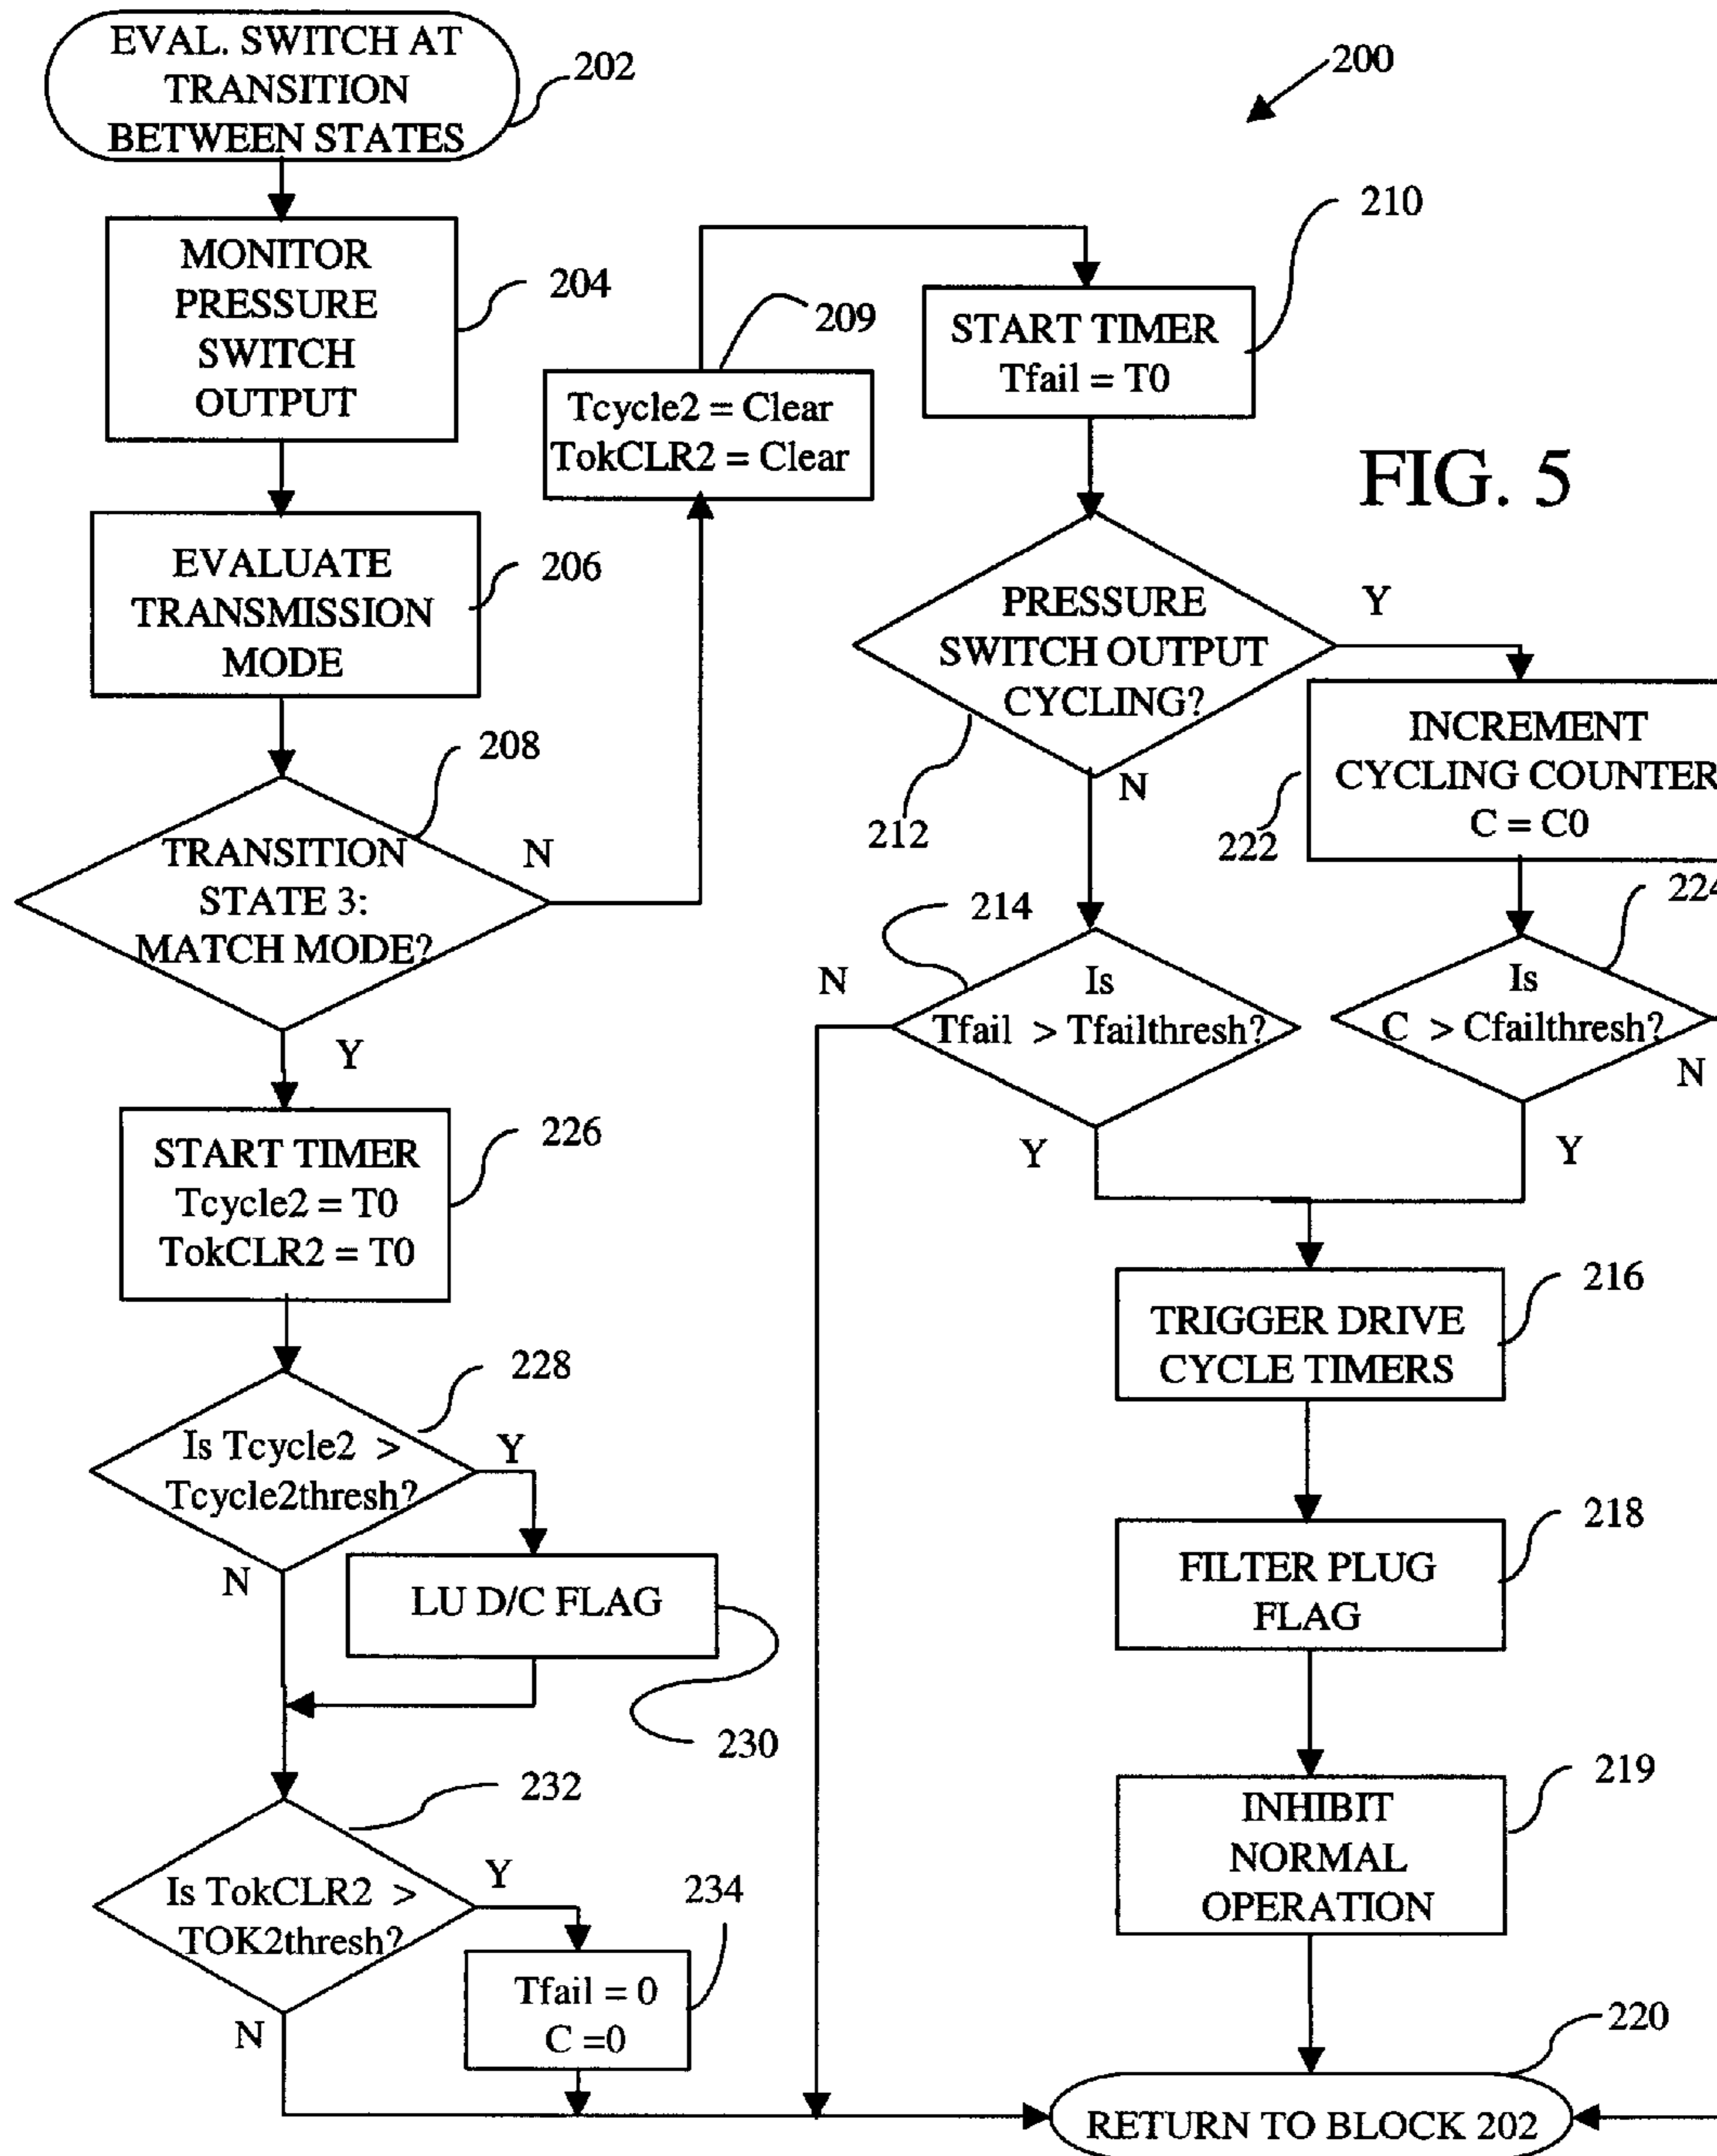 EVAL. SWITCH AT
TRANSITION
BETWEEN STATES
202
200
MONITOR
PRESSURE
SWITCH
OUTPUT
204
EVALUATE
TRANSMISSION
MODE
206
208
TRANSITION
STATE 3:
MATCH MODE?
N
Y
209
Tcycle2 = Clear
TokCLR2 = Clear
210
START TIMER
Tfail = T0
FIG. 5
PRESSURE
SWITCH OUTPUT
CYCLING?
Y
N
212
INCREMENT
CYCLING COUNTER
C = C0
222
214
N
Is
Tfail > Tfailthresh?
Y
224
Is
C > Cfailthresh?
N
Y
START TIMER
Tcycle2 = T0
TokCLR2 = T0
226
228
Is Tcycle2 >
Tcycle2thresh?
Y
N
LU D/C FLAG
230
232
Is TokCLR2 >
TOK2thresh?
Y
N
234
Tfail = 0
C =0
216
TRIGGER DRIVE
CYCLE TIMERS
218
FILTER PLUG
FLAG
219
INHIBIT
NORMAL
OPERATION
220
RETURN TO BLOCK 202